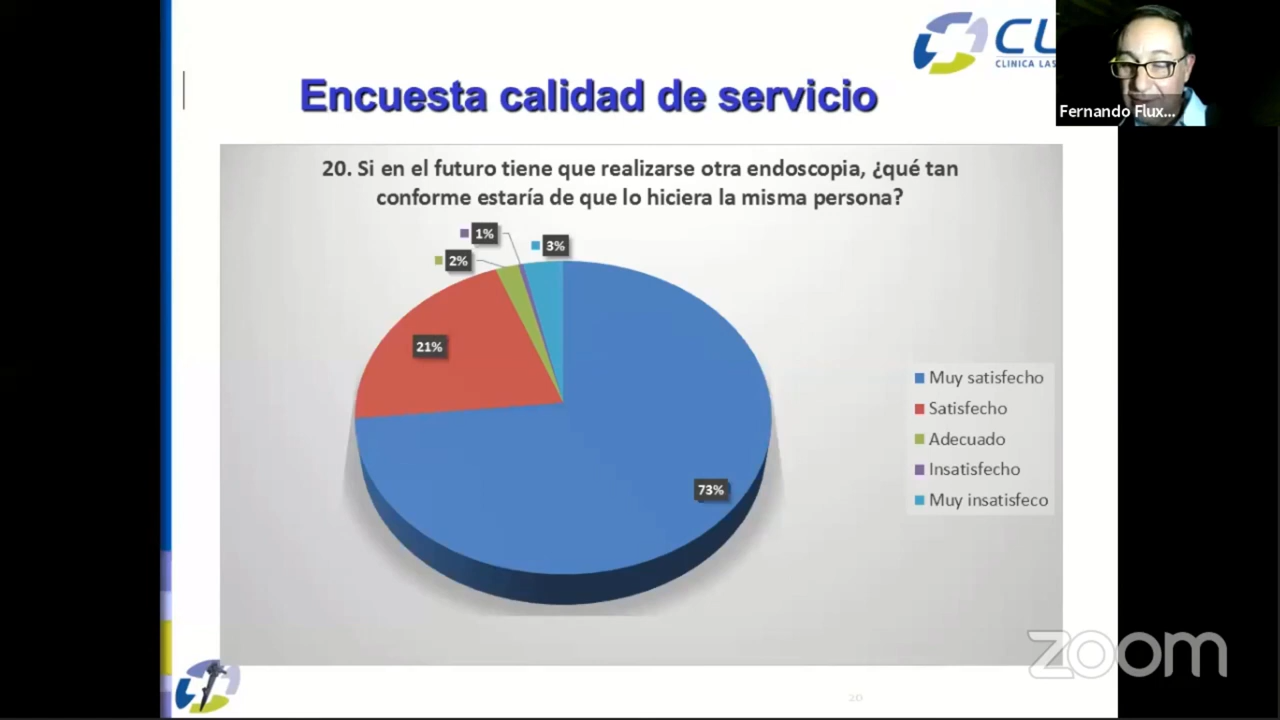 CL
CLINICA LAS
Fernando Flux...
Encuesta calidad de servicio
20. Si en el futuro tiene que realizarse otra endoscopia, ¿qué tan
conforme estaría de que lo hiciera la misma persona?
1%
3%
2%
21%
73%
Muy satisfecho
Satisfecho
Adecuado
Insatisfecho
Muy insatisfeco
zoom
20